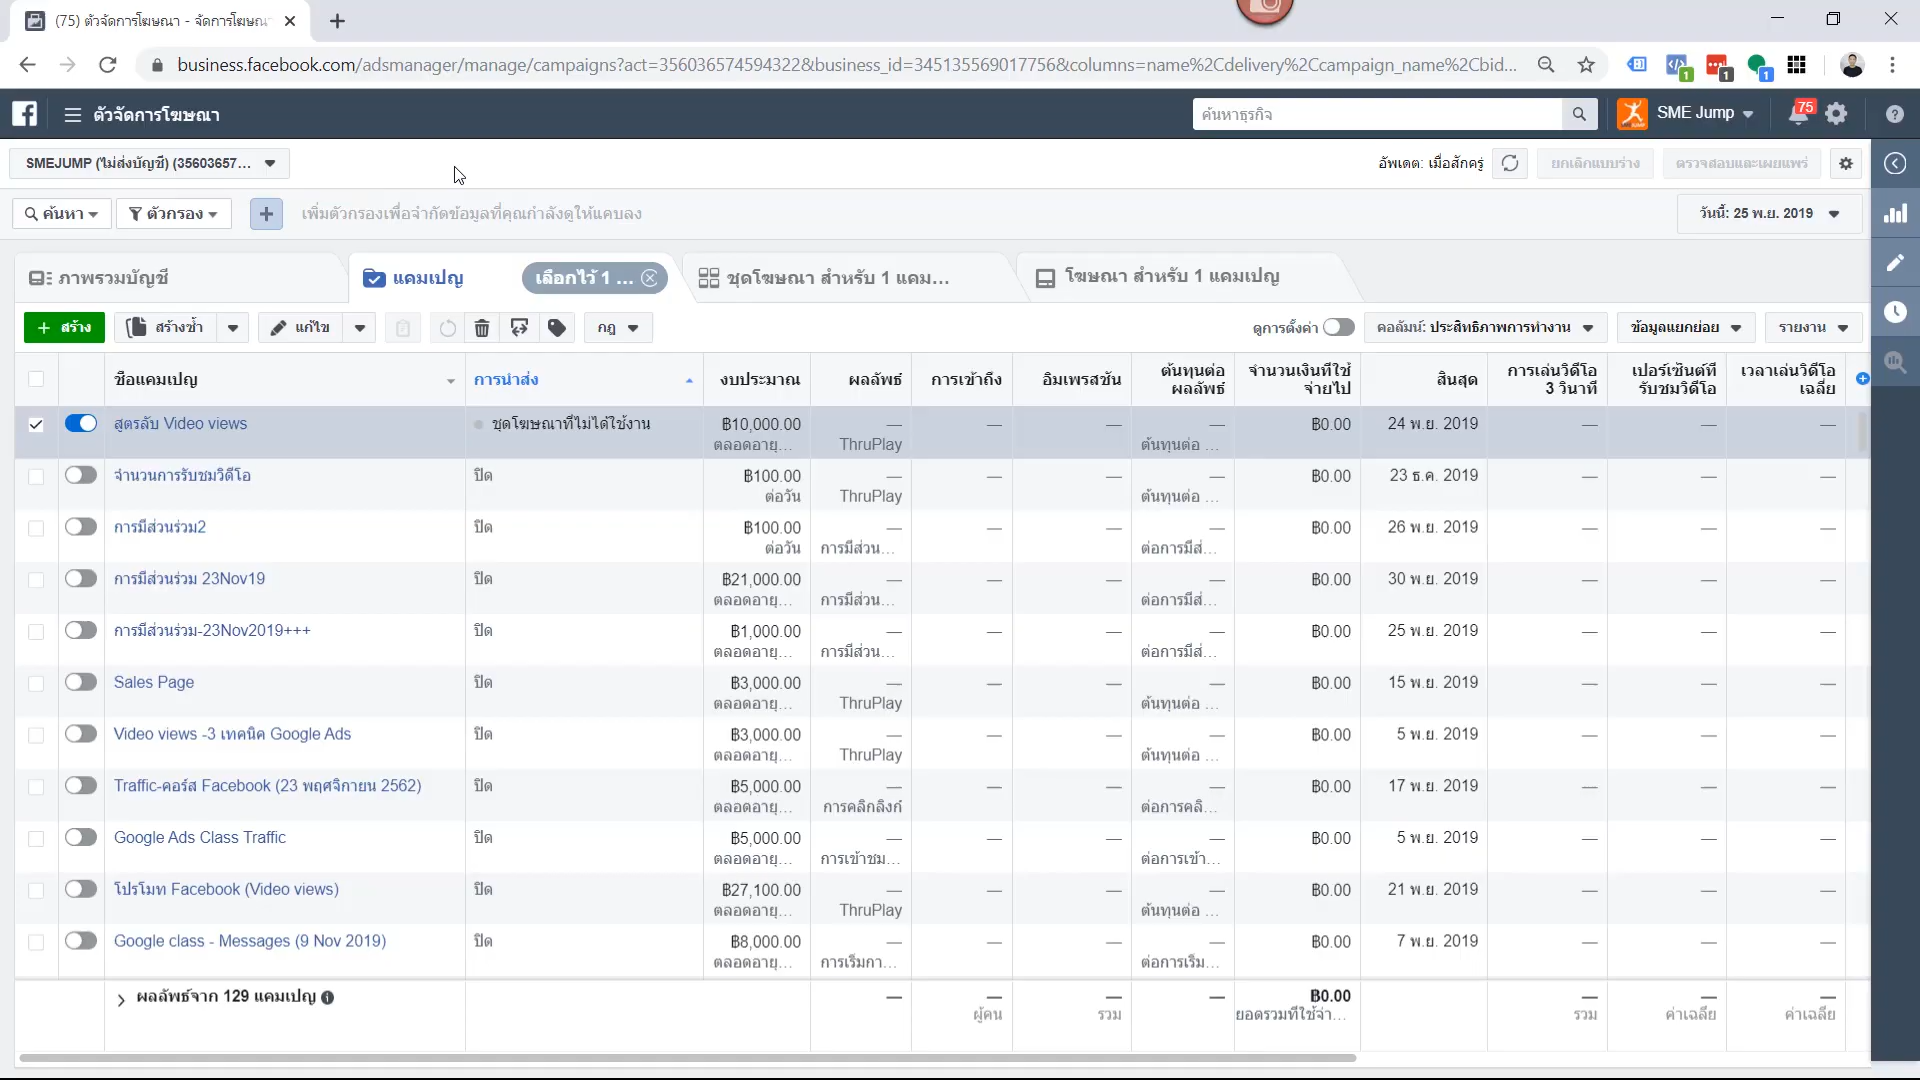 (75) ตัวจัดการโฆษณา - จัดการโฆษณา
business.facebook.com/adsmanager/manage/campaigns?act=356036574594322&business_id=345135569017756&columns=name%2Cdelivery%2Ccampaign_name%2Cbid...
1 1 1
ตัวจัดการโฆษณา
ค้นหาธุรกิจ
SME Jump
75
SMEJUMP (ไม่ส่งบัญชี) (35603657...
อัพเดต: เมื่อสักครู่
ยกเลิกแบบร่าง
ตรวจสอบและเผยแพร่
ค้นหา
ตัวกรอง
เพิ่มตัวกรองเพื่อจำกัดข้อมูลที่คุณกำลังดูให้แคบลง
วันนี้: 25 พ.ย. 2019
ภาพรวมบัญชี
แคมเปญ
เลือกไว้ 1 ...
ชุดโฆษณา สำหรับ 1 แคม...
โฆษณา สำหรับ 1 แคมเปญ
+ สร้าง
สร้างซ้ำ
แก้ไข
กฎ
ดูการตั้งค่า
คอลัมน์: ประสิทธิภาพการทำงาน
ข้อมูลแยกย่อย
รายงาน
ชื่อแคมเปญ
การนำส่ง
งบประมาณ
ผลลัพธ์
การเข้าถึง
อิมเพรสชัน
ต้นทุนต่อ
ผลลัพธ์
จำนวนเงินที่ใช้
จ่ายไป
สิ้นสุด
การเล่นวิดีโอ
3 วินาที
เปอร์เซ็นต์ที่
รับชมวิดีโอ
เวลาเล่นวิดีโอ
เฉลี่ย
สูตรลับ Video views ชุดโฆษณาที่ไม่ได้ใช้งาน ฿10,000.00 — — — — ฿0.00 24 พ.ย. 2019 — — —
ตลอดอายุ... ThruPlay ต้นทุนต่อ ...
จำนวนการรับชมวิดีโอ ปิด ฿100.00 — — — — ฿0.00 23 ธ.ค. 2019 — — —
ต่อวัน ThruPlay ต้นทุนต่อ ...
การมีส่วนร่วม2 ปิด ฿100.00 — — — — ฿0.00 26 พ.ย. 2019 — — —
ต่อวัน การมีส่วน... ต่อการมีส่...
การมีส่วนร่วม 23Nov19 ปิด ฿21,000.00 — — — — ฿0.00 30 พ.ย. 2019 — — —
ตลอดอายุ... การมีส่วน... ต่อการมีส่...
การมีส่วนร่วม-23Nov2019+++ ปิด ฿1,000.00 — — — — ฿0.00 25 พ.ย. 2019 — — —
ตลอดอายุ... การมีส่วน... ต่อการมีส่...
Sales Page ปิด ฿3,000.00 — — — — ฿0.00 15 พ.ย. 2019 — — —
ตลอดอายุ... ThruPlay ต้นทุนต่อ ...
Video views -3 เทคนิค Google Ads ปิด ฿3,000.00 — — — — ฿0.00 5 พ.ย. 2019 — — —
ตลอดอายุ... ThruPlay ต้นทุนต่อ ...
Traffic-คอร์ส Facebook (23 พฤศจิกายน 2562) ปิด ฿5,000.00 — — — — ฿0.00 17 พ.ย. 2019 — — —
ตลอดอายุ... การคลิกลิงก์ ต่อการคลิ...
Google Ads Class Traffic ปิด ฿5,000.00 — — — — ฿0.00 5 พ.ย. 2019 — — —
ตลอดอายุ... การเข้าชม... ต่อการเข้า...
โปรโมท Facebook (Video views) ปิด ฿27,100.00 — — — — ฿0.00 21 พ.ย. 2019 — — —
ตลอดอายุ... ThruPlay ต้นทุนต่อ ...
Google class - Messages (9 Nov 2019) ปิด ฿8,000.00 — — — — ฿0.00 7 พ.ย. 2019 — — —
ตลอดอายุ... การเริ่มกา... ต่อการเริ่ม...
ผลลัพธ์จาก 129 แคมเปญ — — — — ฿0.00 — — —
ผู้คน รวม ยอดรวมที่ใช้จ่า... รวม ค่าเฉลี่ย ค่าเฉลี่ย